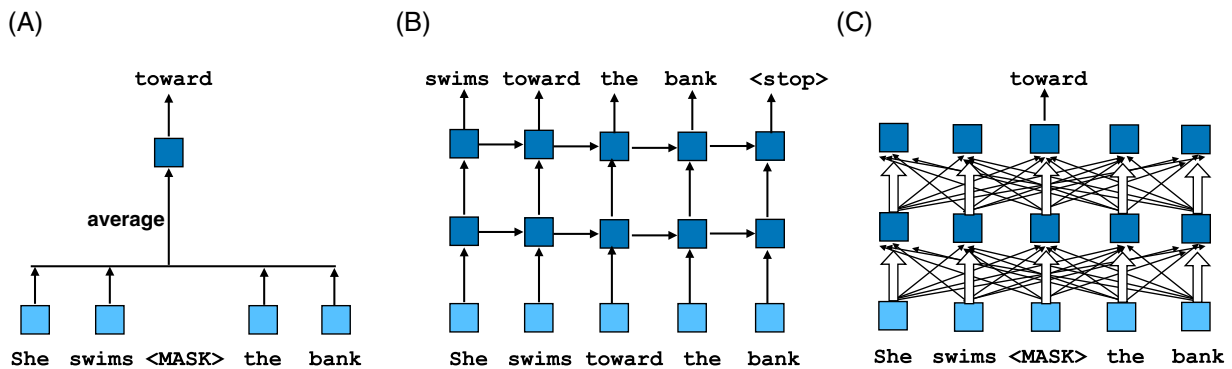 (A)
toward
average
She swims <MASK> the bank
(B)
swims toward the bank <stop>
She swims toward the bank
(C)
toward
She swims <MASK> the bank